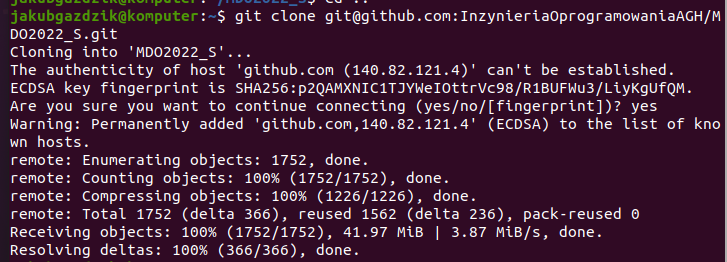 jakubgazdzik@komputer:~/MDO2022_S$ cd ..
jakubgazdzik@komputer:~$ git clone git@github.com:InzynieriaOprogramowaniaAGH/M
DO2022_S.git
Cloning into 'MDO2022_S'...
The authenticity of host 'github.com (140.82.121.4)' can't be established.
ECDSA key fingerprint is SHA256:p2QAMXNIC1TJYWeIOttrVc98/R1BUFWu3/LiyKgUfQM.
Are you sure you want to continue connecting (yes/no/[fingerprint])? yes
Warning: Permanently added 'github.com,140.82.121.4' (ECDSA) to the list of kno
wn hosts.
remote: Enumerating objects: 1752, done.
remote: Counting objects: 100% (1752/1752), done.
remote: Compressing objects: 100% (1226/1226), done.
remote: Total 1752 (delta 366), reused 1562 (delta 236), pack-reused 0
Receiving objects: 100% (1752/1752), 41.97 MiB | 3.87 MiB/s, done.
Resolving deltas: 100% (366/366), done.